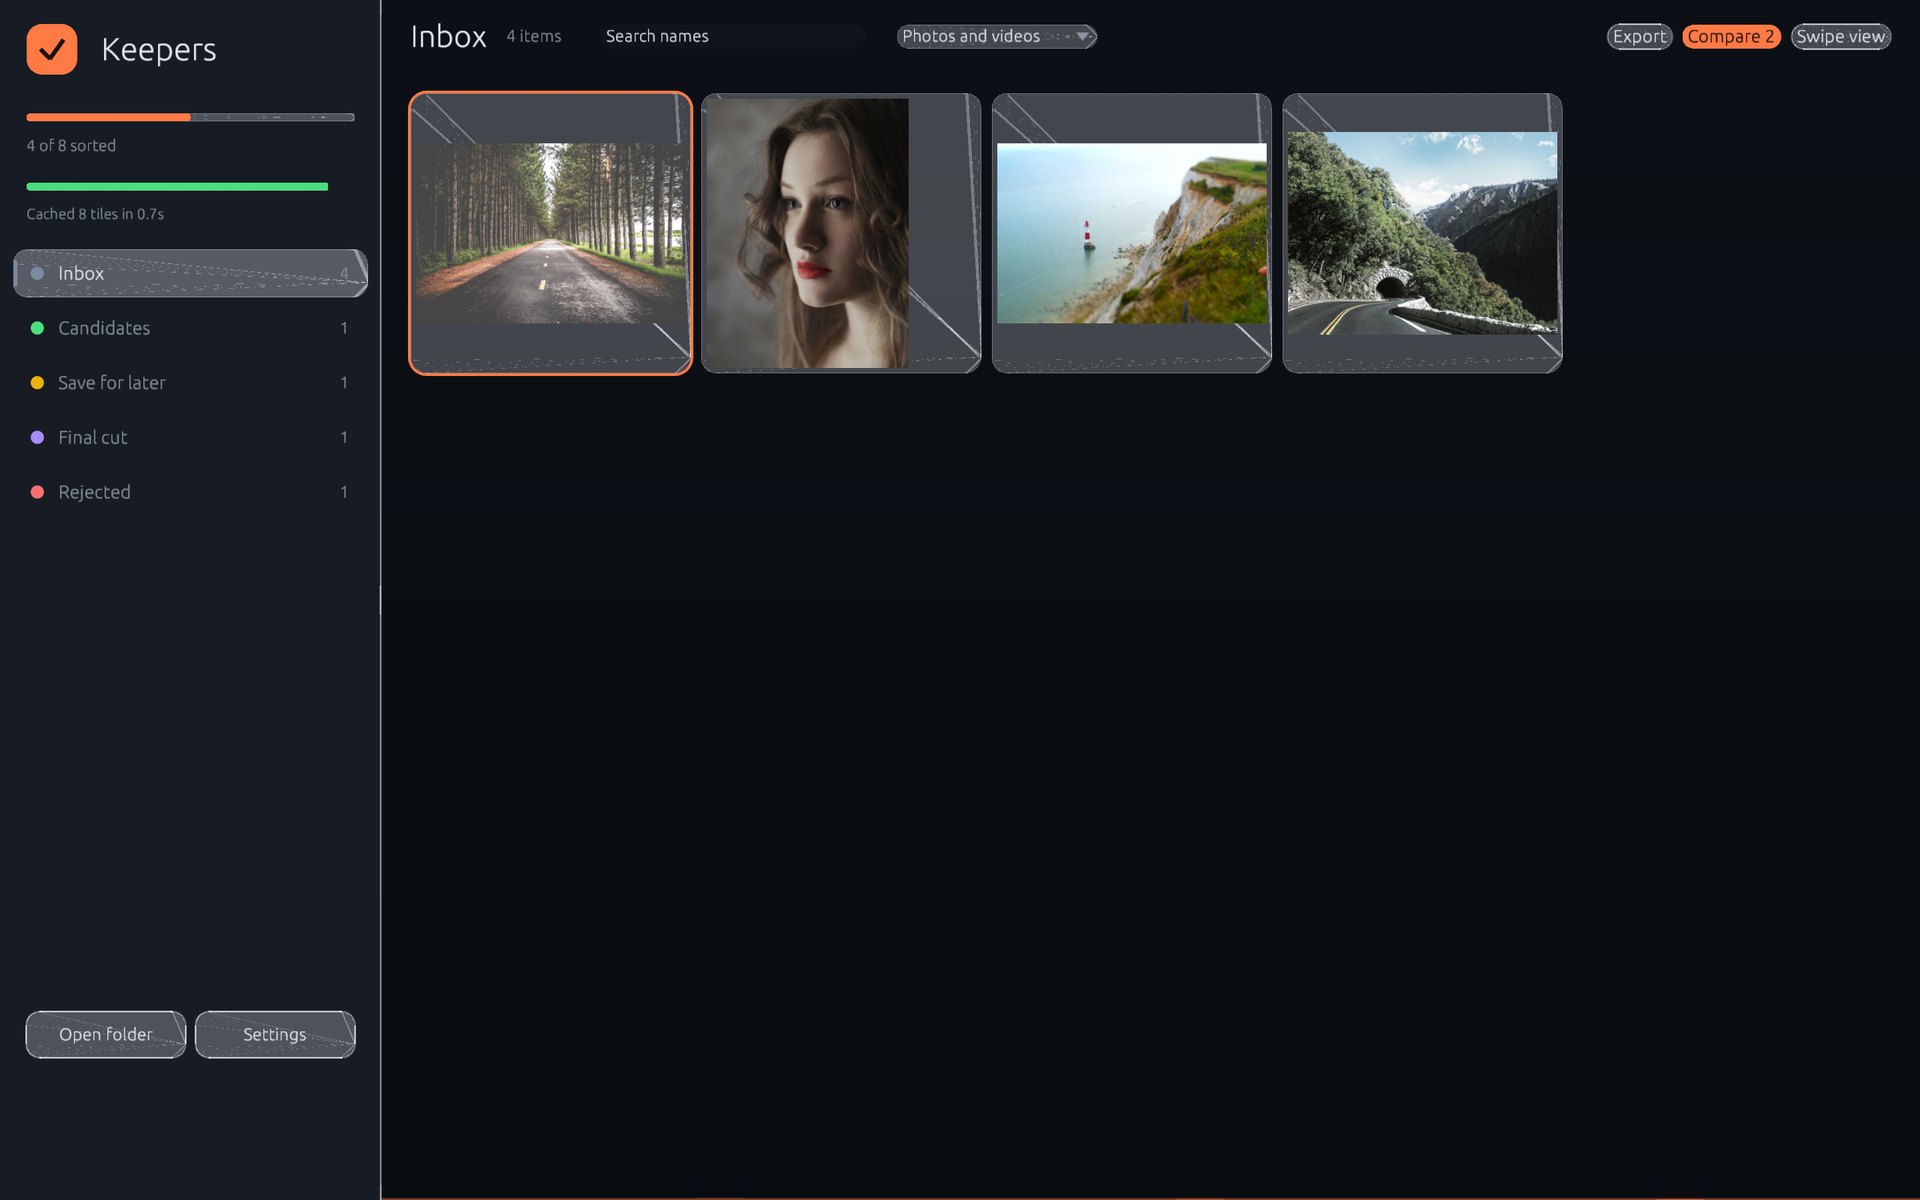 Keepers
4 of 8 sorted
Cached 8 tiles in 0.7s
Inbox 4
Candidates 1
Save for later 1
Final cut 1
Rejected 1
Open folder Settings
Inbox 4 items Search names Photos and videos Export Compare 2 Swipe view